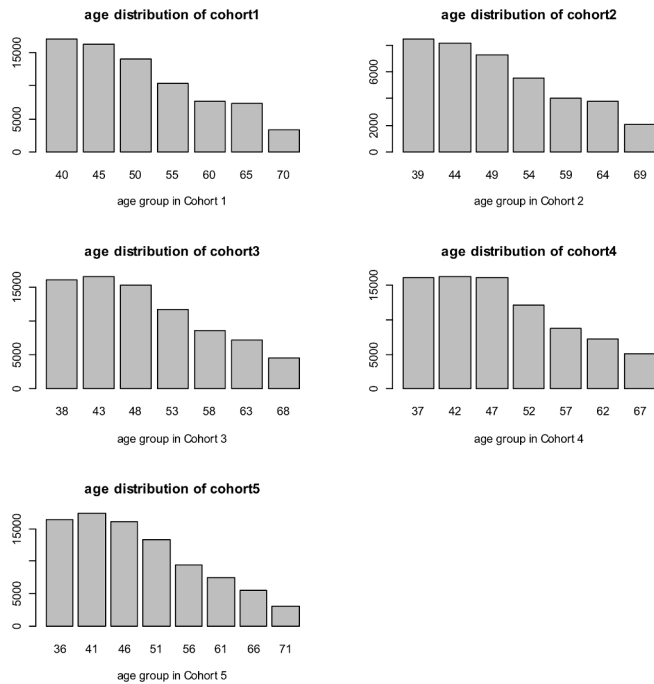 age distribution of cohort1
15000
5000
0
40 45 50 55 60 65 70
age group in Cohort 1
age distribution of cohort2
6000
2000
0
39 44 49 54 59 64 69
age group in Cohort 2
age distribution of cohort3
15000
5000
0
38 43 48 53 58 63 68
age group in Cohort 3
age distribution of cohort4
15000
5000
0
37 42 47 52 57 62 67
age group in Cohort 4
age distribution of cohort5
15000
5000
0
36 41 46 51 56 61 66 71
age group in Cohort 5